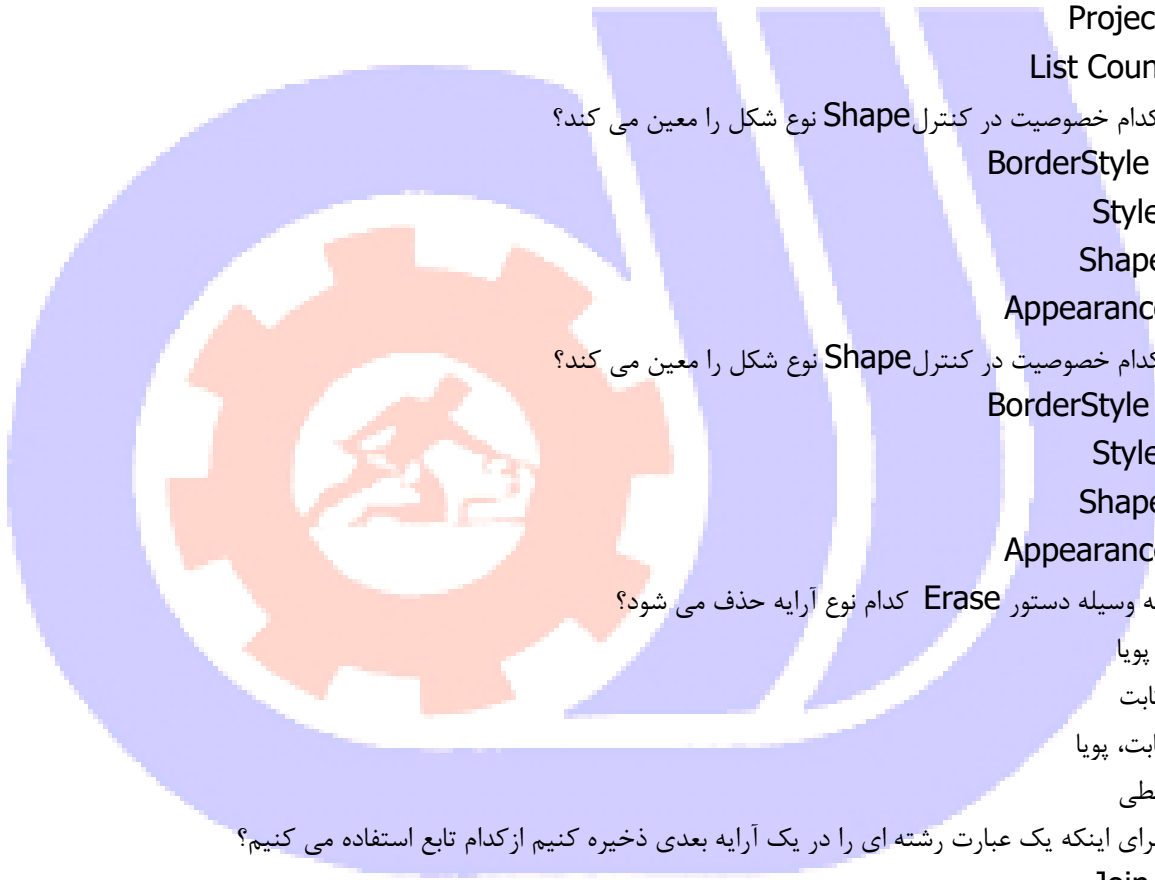 Projec
List Coun
کدام خصوصیت در کنترل Shape نوع شکل را معین می کند؟
BorderStyle
Style
Shape
Appearance
کدام خصوصیت در کنترل Shape نوع شکل را معین می کند؟
BorderStyle
Style
Shape
Appearance
ه وسیله دستور Erase کدام نوع آرایه حذف می شود؟
پویا
ثابت
ثابت، پویا
طی
برای اینکه یک عبارت رشته ای را در یک آرایه بعدی ذخیره کنیم ازکدام تابع استفاده می کنیم؟
Join